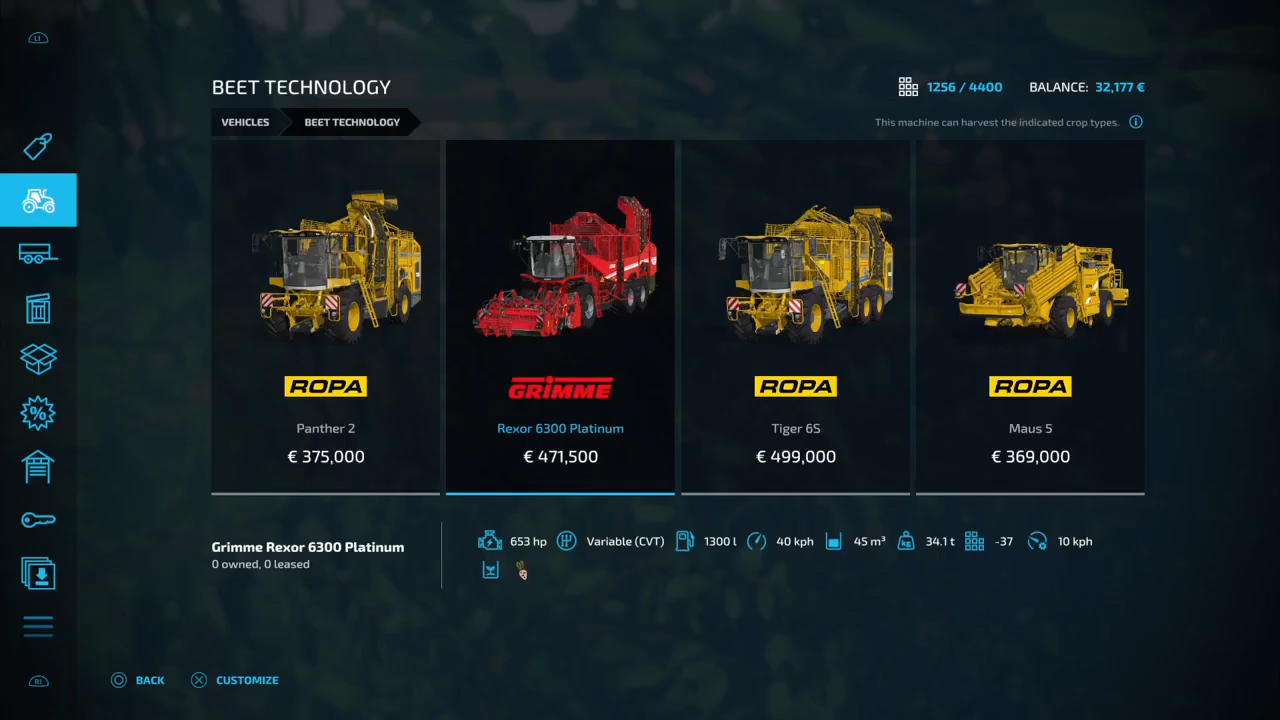 L1
BEET TECHNOLOGY
1256 / 4400
BALANCE: 32,177 €
VEHICLES
BEET TECHNOLOGY
This machine can harvest the indicated crop types.
ROPA
Panther 2
€ 375,000
GRIMME
Rexor 6300 Platinum
€ 471,500
ROPA
Tiger 6S
€ 499,000
ROPA
Maus 5
€ 369,000
Grimme Rexor 6300 Platinum
0 owned, 0 leased
653 hp
Variable (CVT)
1300 l
40 kph
45 m³
34.1 t
-37
10 kph
R1
BACK
CUSTOMIZE